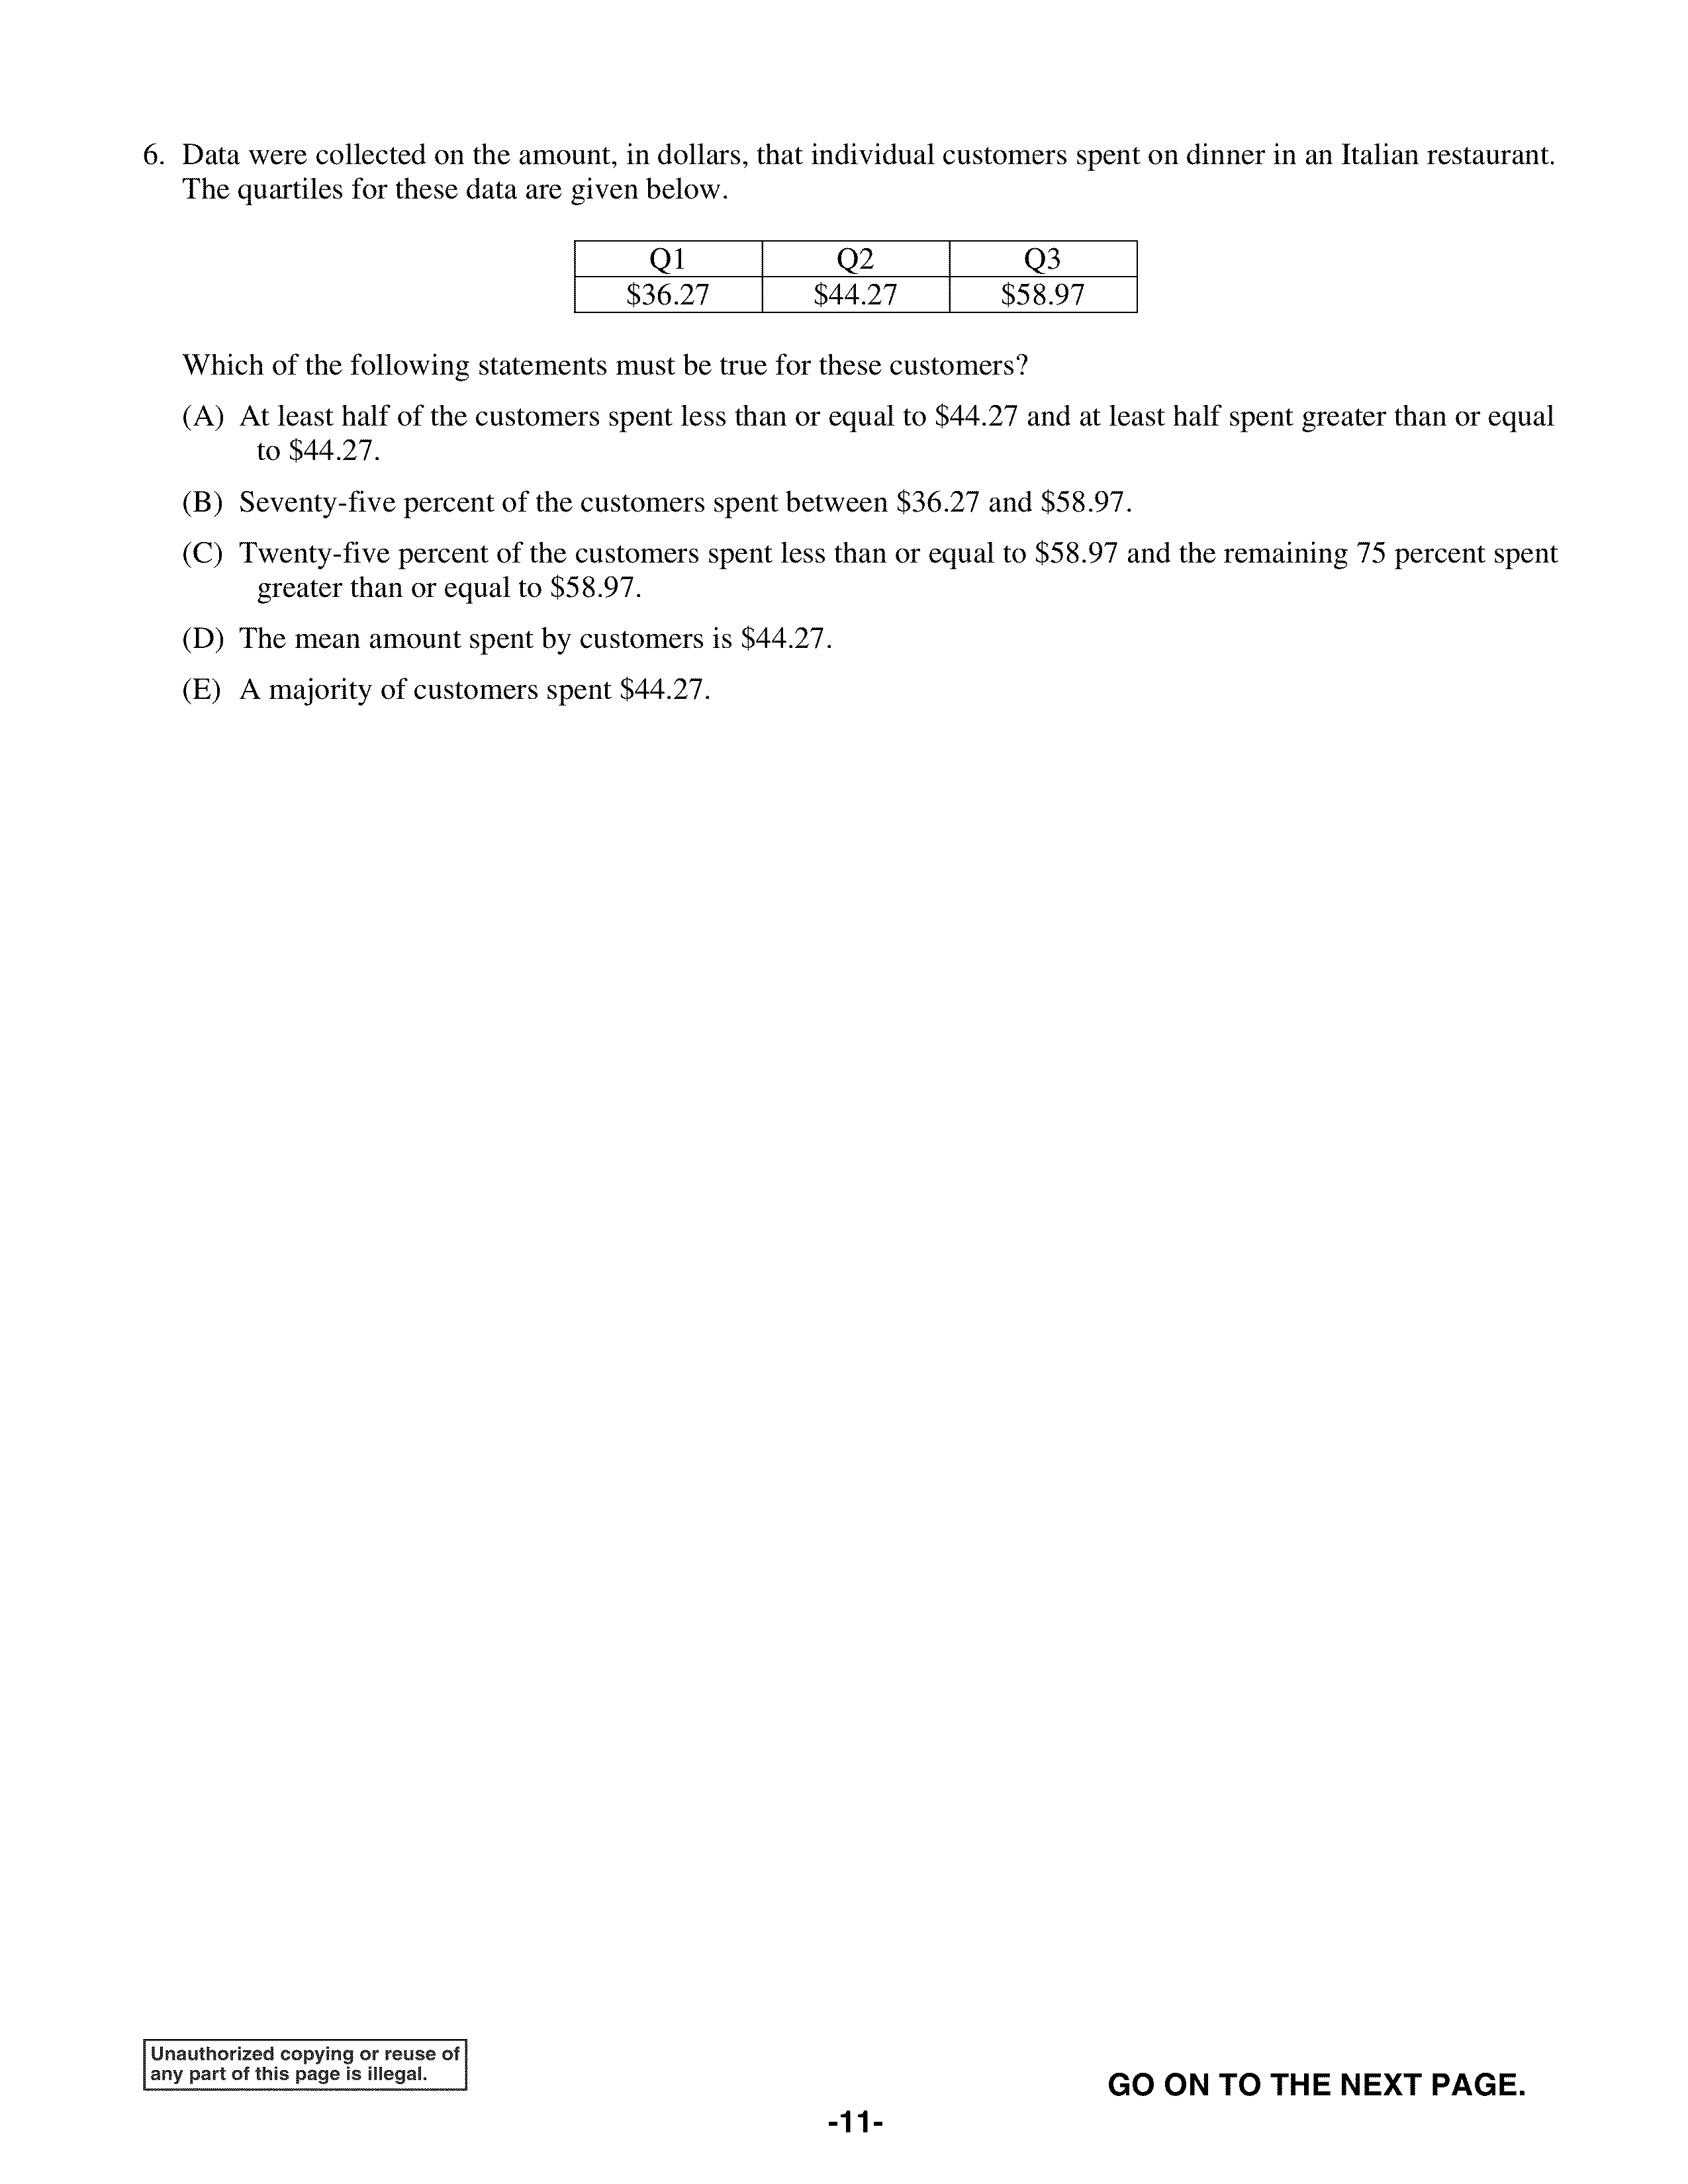 6. Data were collected on the amount, in dollars, that individual customers spent on dinner in an Italian restaurant.
The quartiles for these data are given below.
Q1 Q2 Q3
$36.27 $44.27 $58.97
Which of the following statements must be true for these customers?
(A) At least half of the customers spent less than or equal to $44.27 and at least half spent greater than or equal
to $44.27.
(B) Seventy-five percent of the customers spent between $36.27 and $58.97.
(C) Twenty-five percent of the customers spent less than or equal to $58.97 and the remaining 75 percent spent
greater than or equal to $58.97.
(D) The mean amount spent by customers is $44.27.
(E) A majority of customers spent $44.27.
Unauthorized copying or reuse of
any part of this page is illegal.
GO ON TO THE NEXT PAGE.
-11-